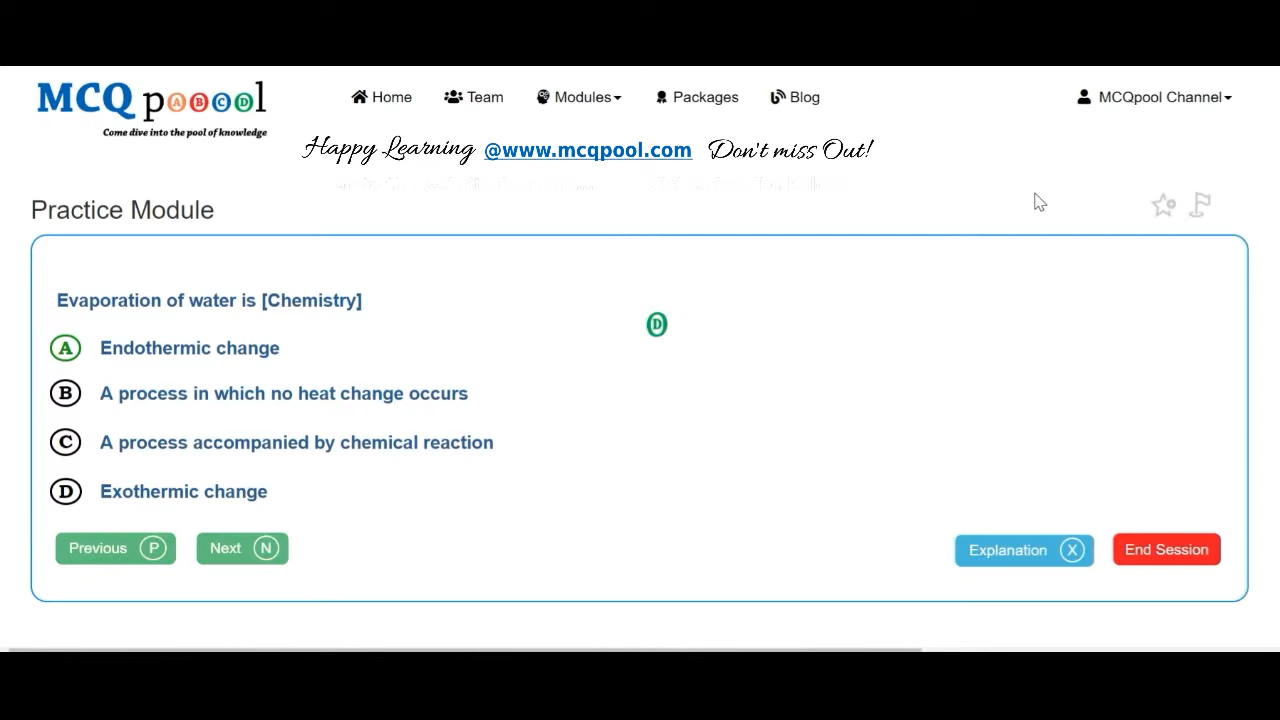 MCQ pABCDl
Come dive into the pool of knowledge
Home Team Modules Packages Blog MCQpool Channel
Happy Learning @www.mcqpool.com Don't miss Out!
Practice Module
Evaporation of water is [Chemistry]
D
A Endothermic change
B A process in which no heat change occurs
C A process accompanied by chemical reaction
D Exothermic change
Previous P Next N Explanation X End Session